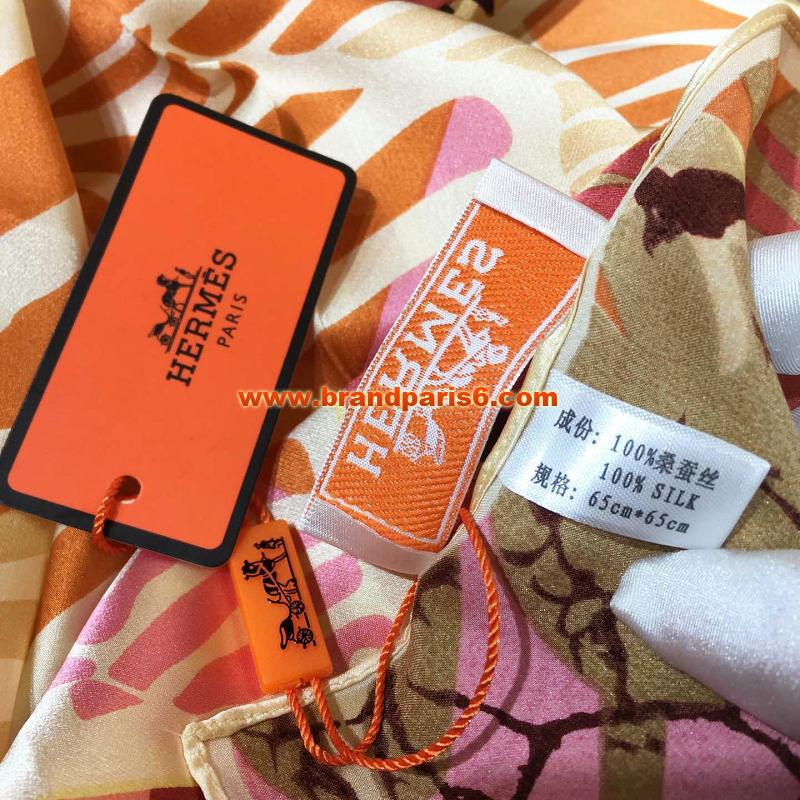 HERMÈS
PARIS
HERMES
www.brandparis6.com
成份: 100%桑蚕丝
100% SILK
规格: 65cm*65cm